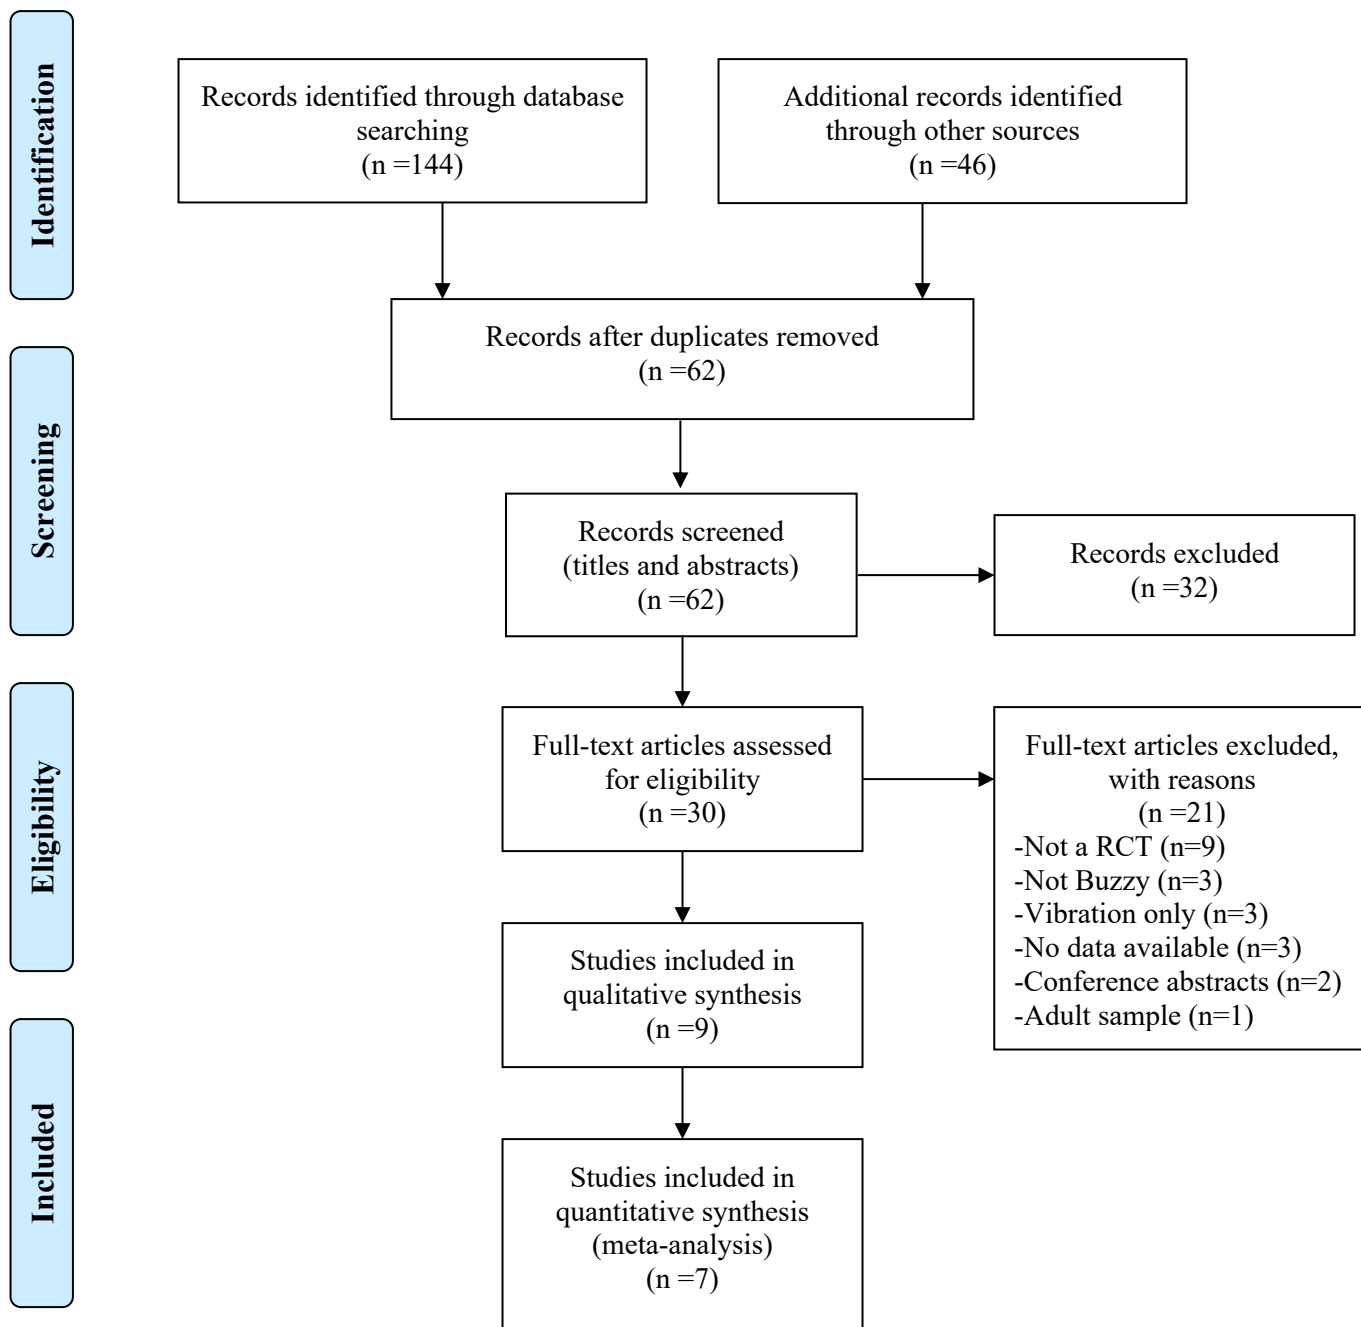 Identification
Records identified through database
searching
(n =144)
Additional records identified
through other sources
(n =46)
Records after duplicates removed
(n =62)
Screening
Records screened
(titles and abstracts)
(n =62)
Records excluded
(n =32)
Eligibility
Full-text articles assessed
for eligibility
(n =30)
Full-text articles excluded,
with reasons
(n =21)
-Not a RCT (n=9)
-Not Buzzy (n=3)
-Vibration only (n=3)
-No data available (n=3)
-Conference abstracts (n=2)
-Adult sample (n=1)
Studies included in
qualitative synthesis
(n =9)
Included
Studies included in
quantitative synthesis
(meta-analysis)
(n =7)